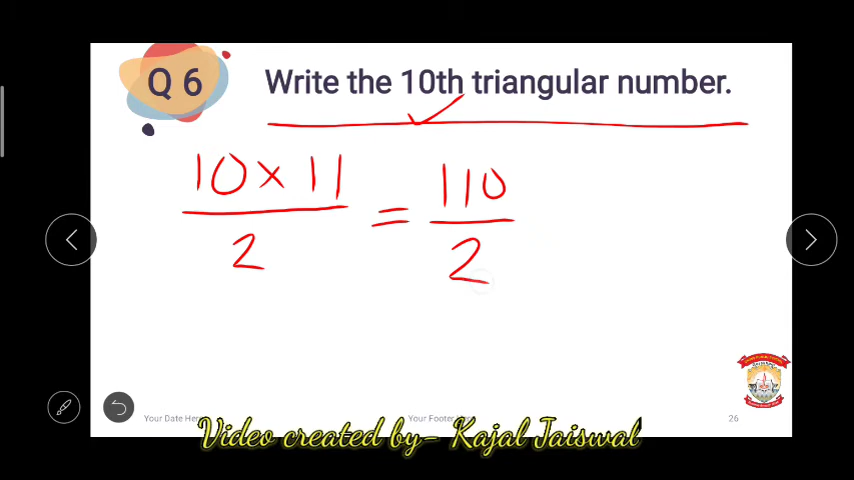 Q 6 Write the 10th triangular number.
10 × 11 / 2 = 110 / 2
Your Date Here Your Footer Here 26
Video created by- Kajal Jaiswal